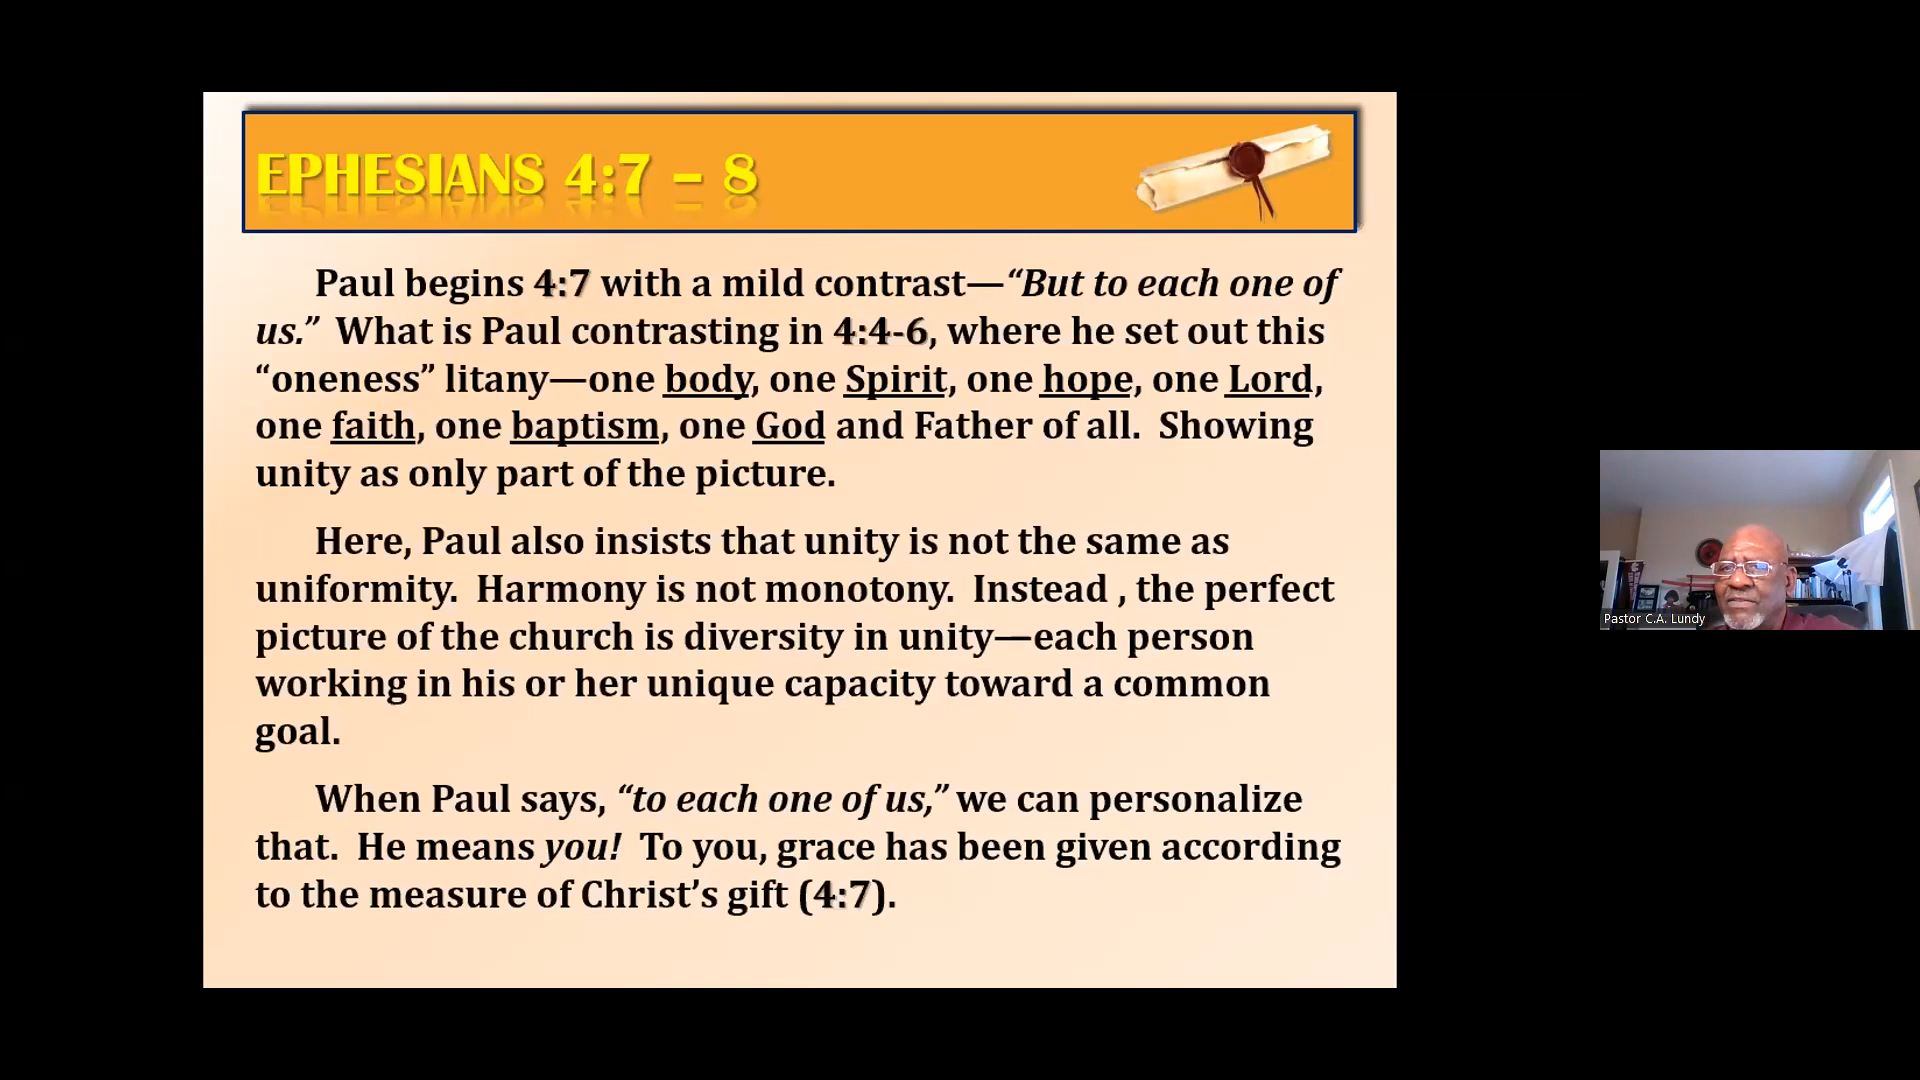 EPHESIANS 4:7 – 8
Paul begins 4:7 with a mild contrast—“But to each one of
us.” What is Paul contrasting in 4:4-6, where he set out this
“oneness” litany—one body, one Spirit, one hope, one Lord,
one faith, one baptism, one God and Father of all. Showing
unity as only part of the picture.
Here, Paul also insists that unity is not the same as
uniformity. Harmony is not monotony. Instead , the perfect
picture of the church is diversity in unity—each person
working in his or her unique capacity toward a common
goal.
When Paul says, “to each one of us,” we can personalize
that. He means you! To you, grace has been given according
to the measure of Christ’s gift (4:7).
Pastor C.A. Lundy